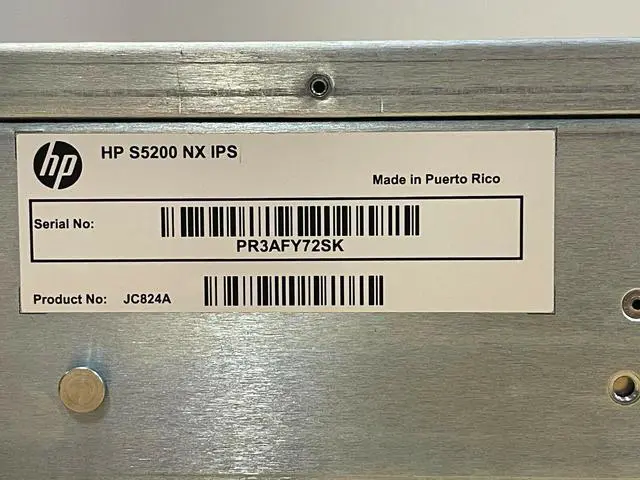 hp
HP S5200 NX IPS
Made in Puerto Rico
Serial No:
PR3AFY72SK
Product No: JC824A